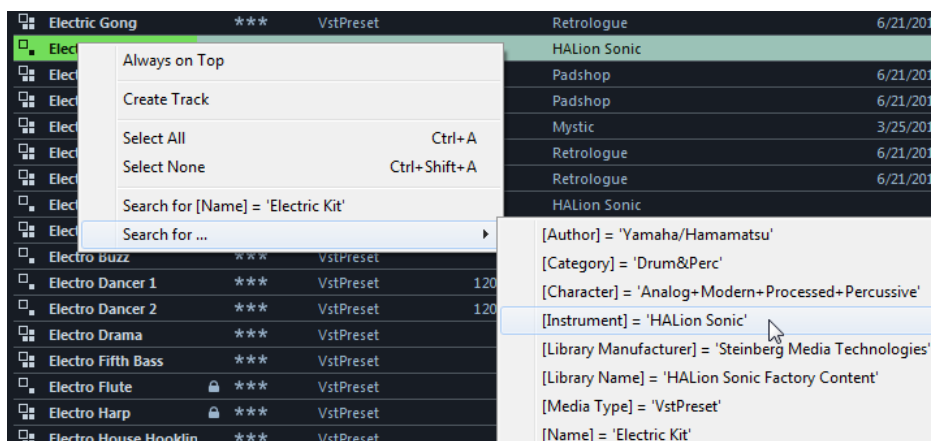 Electric Gong *** VstPreset Retrologue 6/21/201
Elect HALion Sonic
Always on Top
Elect Padshop 6/21/201
Create Track
Elect Padshop 6/21/201
Elect Mystic 3/25/201
Select All Ctrl+A
Elect Retrologue 6/21/201
Select None Ctrl+Shift+A
Elect Retrologue 6/21/201
Elect HALion Sonic
Search for [Name] = 'Electric Kit'
Elect
Search for ...
[Author] = 'Yamaha/Hamamatsu'
Electro Buzz *** VstPreset
[Category] = 'Drum&Perc'
Electro Dancer 1 *** VstPreset 120
[Character] = 'Analog+Modern+Processed+Percussive'
Electro Dancer 2 *** VstPreset 120
[Instrument] = 'HALion Sonic'
Electro Drama *** VstPreset
[Library Manufacturer] = 'Steinberg Media Technologies'
Electro Fifth Bass *** VstPreset
[Library Name] = 'HALion Sonic Factory Content'
Electro Flute *** VstPreset
[Media Type] = 'VstPreset'
Electro Harp *** VstPreset
[Name] = 'Electric Kit'
Electro House Hooklin *** VstPreset